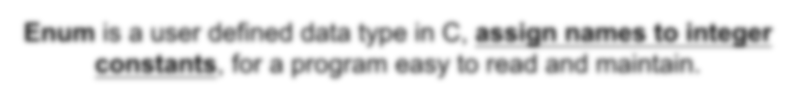 Enum is a user defined data type in C, assign names to integer
constants, for a program easy to read and maintain.